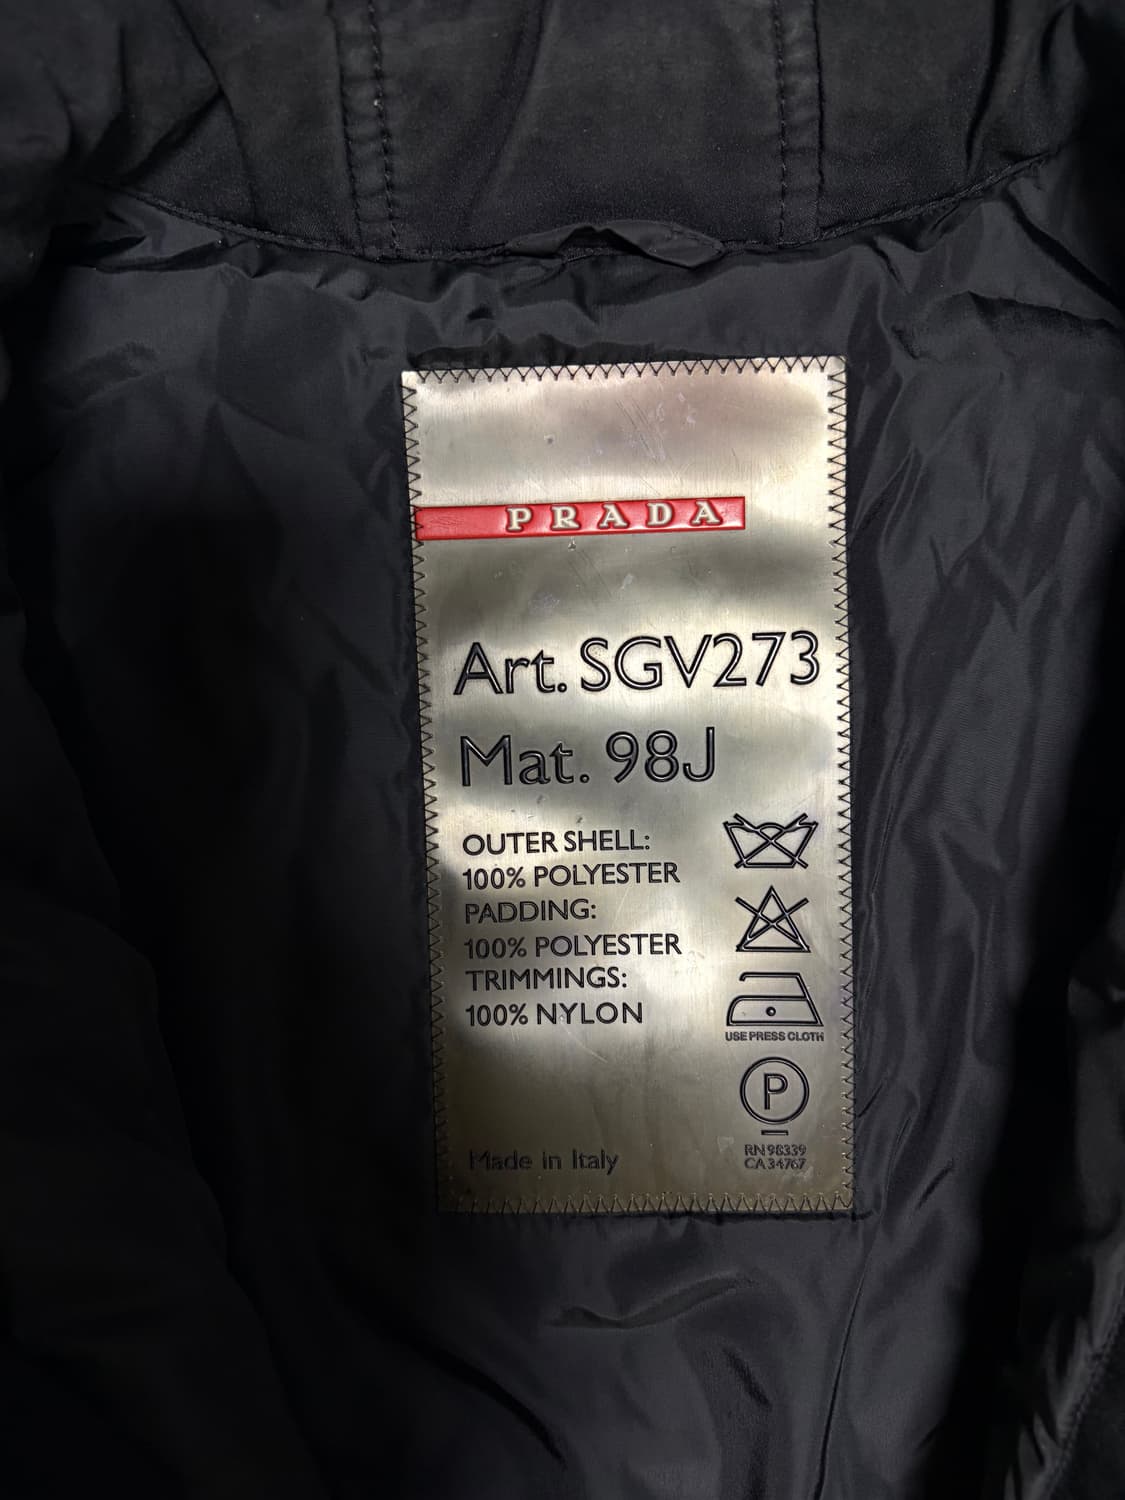 PRADA
Art. SGV273
Mat. 98J
OUTER SHELL:
100% POLYESTER
PADDING:
100% POLYESTER
TRIMMINGS:
100% NYLON
USE PRESS CLOTH
P
RN 98339
CA 34767
Made in Italy